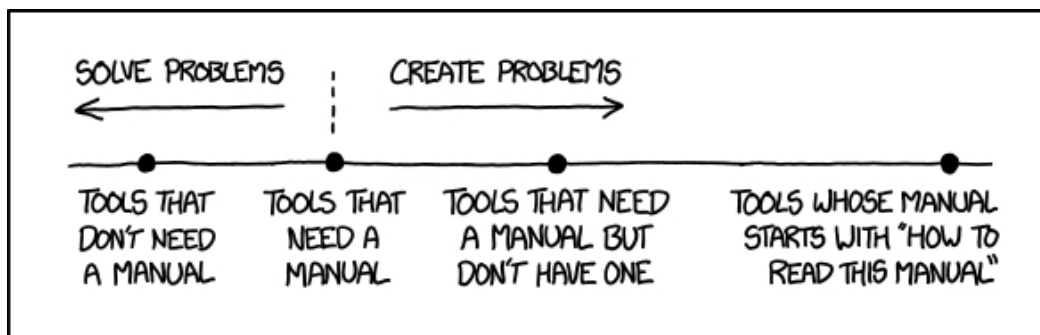 SOLVE PROBLEMS
CREATE PROBLEMS
TOOLS THAT
DON'T NEED
A MANUAL
TOOLS THAT
NEED A
MANUAL
TOOLS THAT NEED
A MANUAL BUT
DON'T HAVE ONE
TOOLS WHOSE MANUAL
STARTS WITH "HOW TO
READ THIS MANUAL"